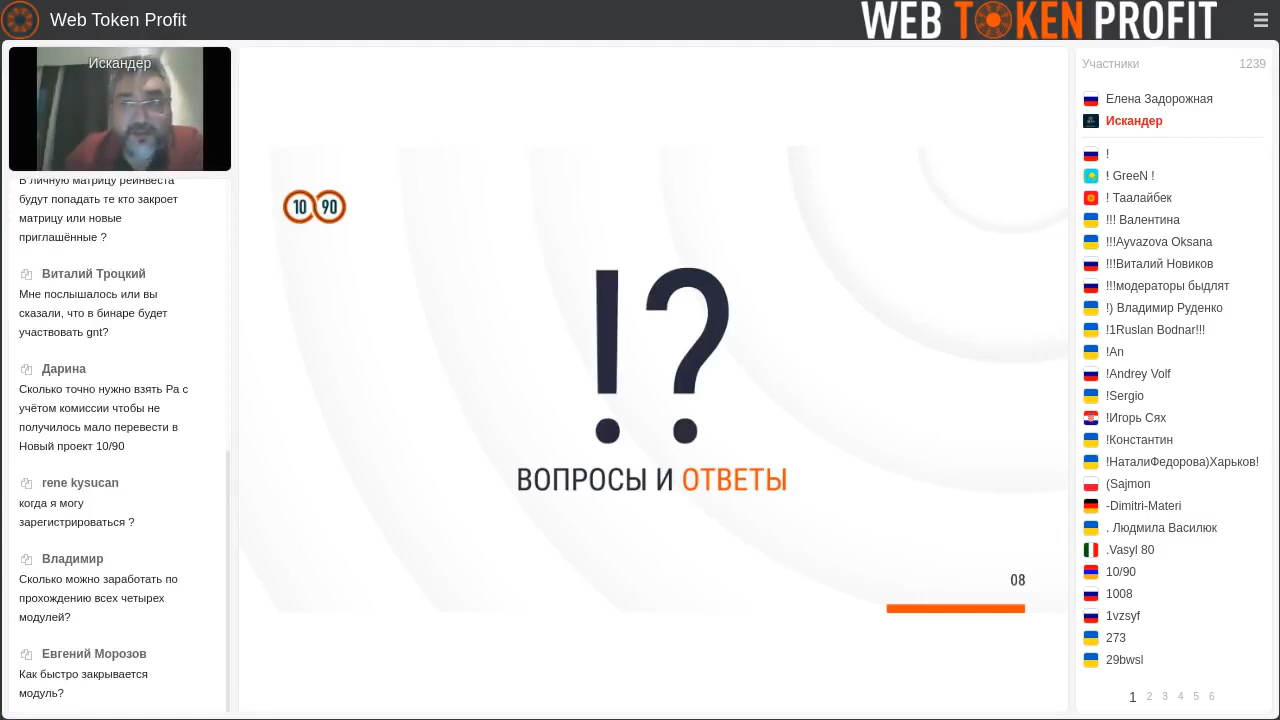 Web Token Profit
WEB TOKEN PROFIT
Искандер
В личную матрицу реинвеста
будут попадать те кто закроет
матрицу или новые
приглашённые ?
Виталий Троцкий
Мне послышалось или вы
сказали, что в бинаре будет
участвовать gnt?
Дарина
Сколько точно нужно взять Ра с
учётом комиссии чтобы не
получилось мало перевести в
Новый проект 10/90
rene kysucan
когда я могу
зарегистрироваться ?
Владимир
Сколько можно заработать по
прохождению всех четырех
модулей?
Евгений Морозов
Как быстро закрывается
модуль?
10 90
!?
ВОПРОСЫ И ОТВЕТЫ
08
Участники 1239
Елена Задорожная
Искандер
!
! GreeN !
! Таалайбек
!!! Валентина
!!!Ayvazova Oksana
!!!Виталий Новиков
!!!модераторы быдлят
!) Владимир Руденко
!1Ruslan Bodnar!!!
!An
!Andrey Volf
!Sergio
!Игорь Сях
!Константин
!НаталиФедорова)Харьков!
(Sajmon
-Dimitri-Materi
. Людмила Василюк
.Vasyl 80
10/90
1008
1vzsyf
273
29bwsl
1 2 3 4 5 6